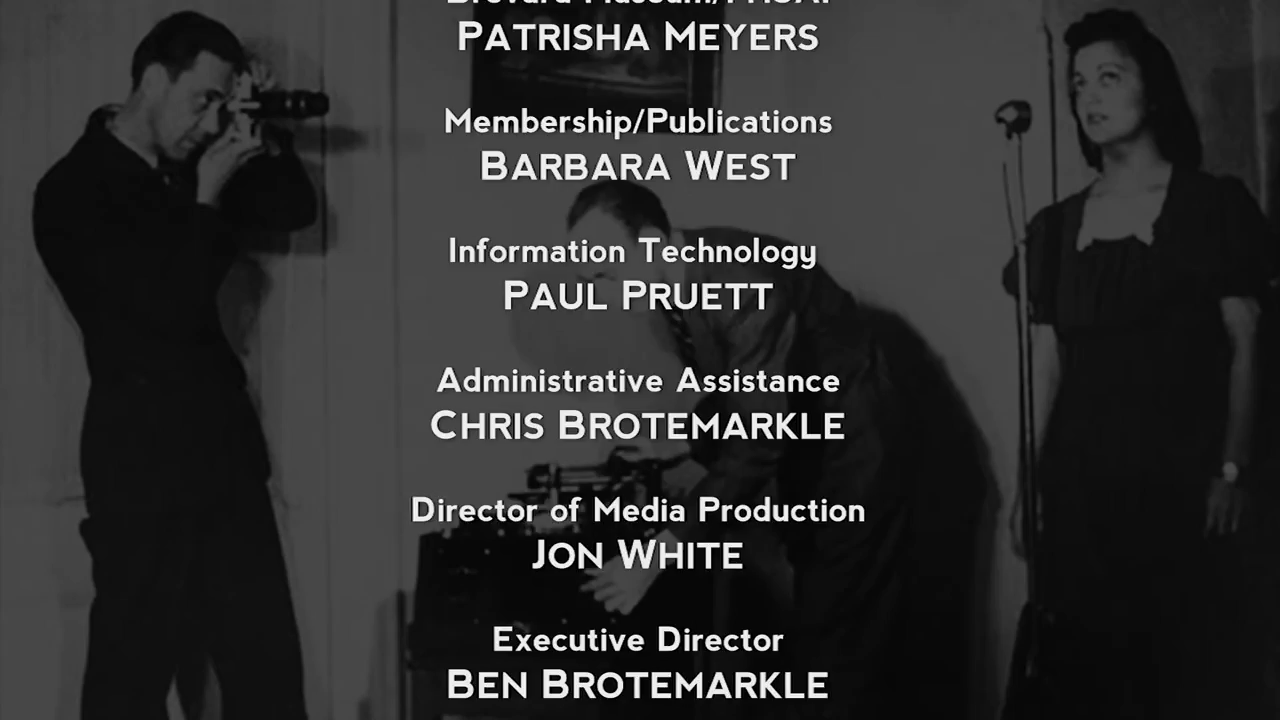 PATRISHA MEYERS
Membership/Publications
BARBARA WEST
Information Technology
PAUL PRUETT
Administrative Assistance
CHRIS BROTEMARKLE
Director of Media Production
JON WHITE
Executive Director
BEN BROTEMARKLE